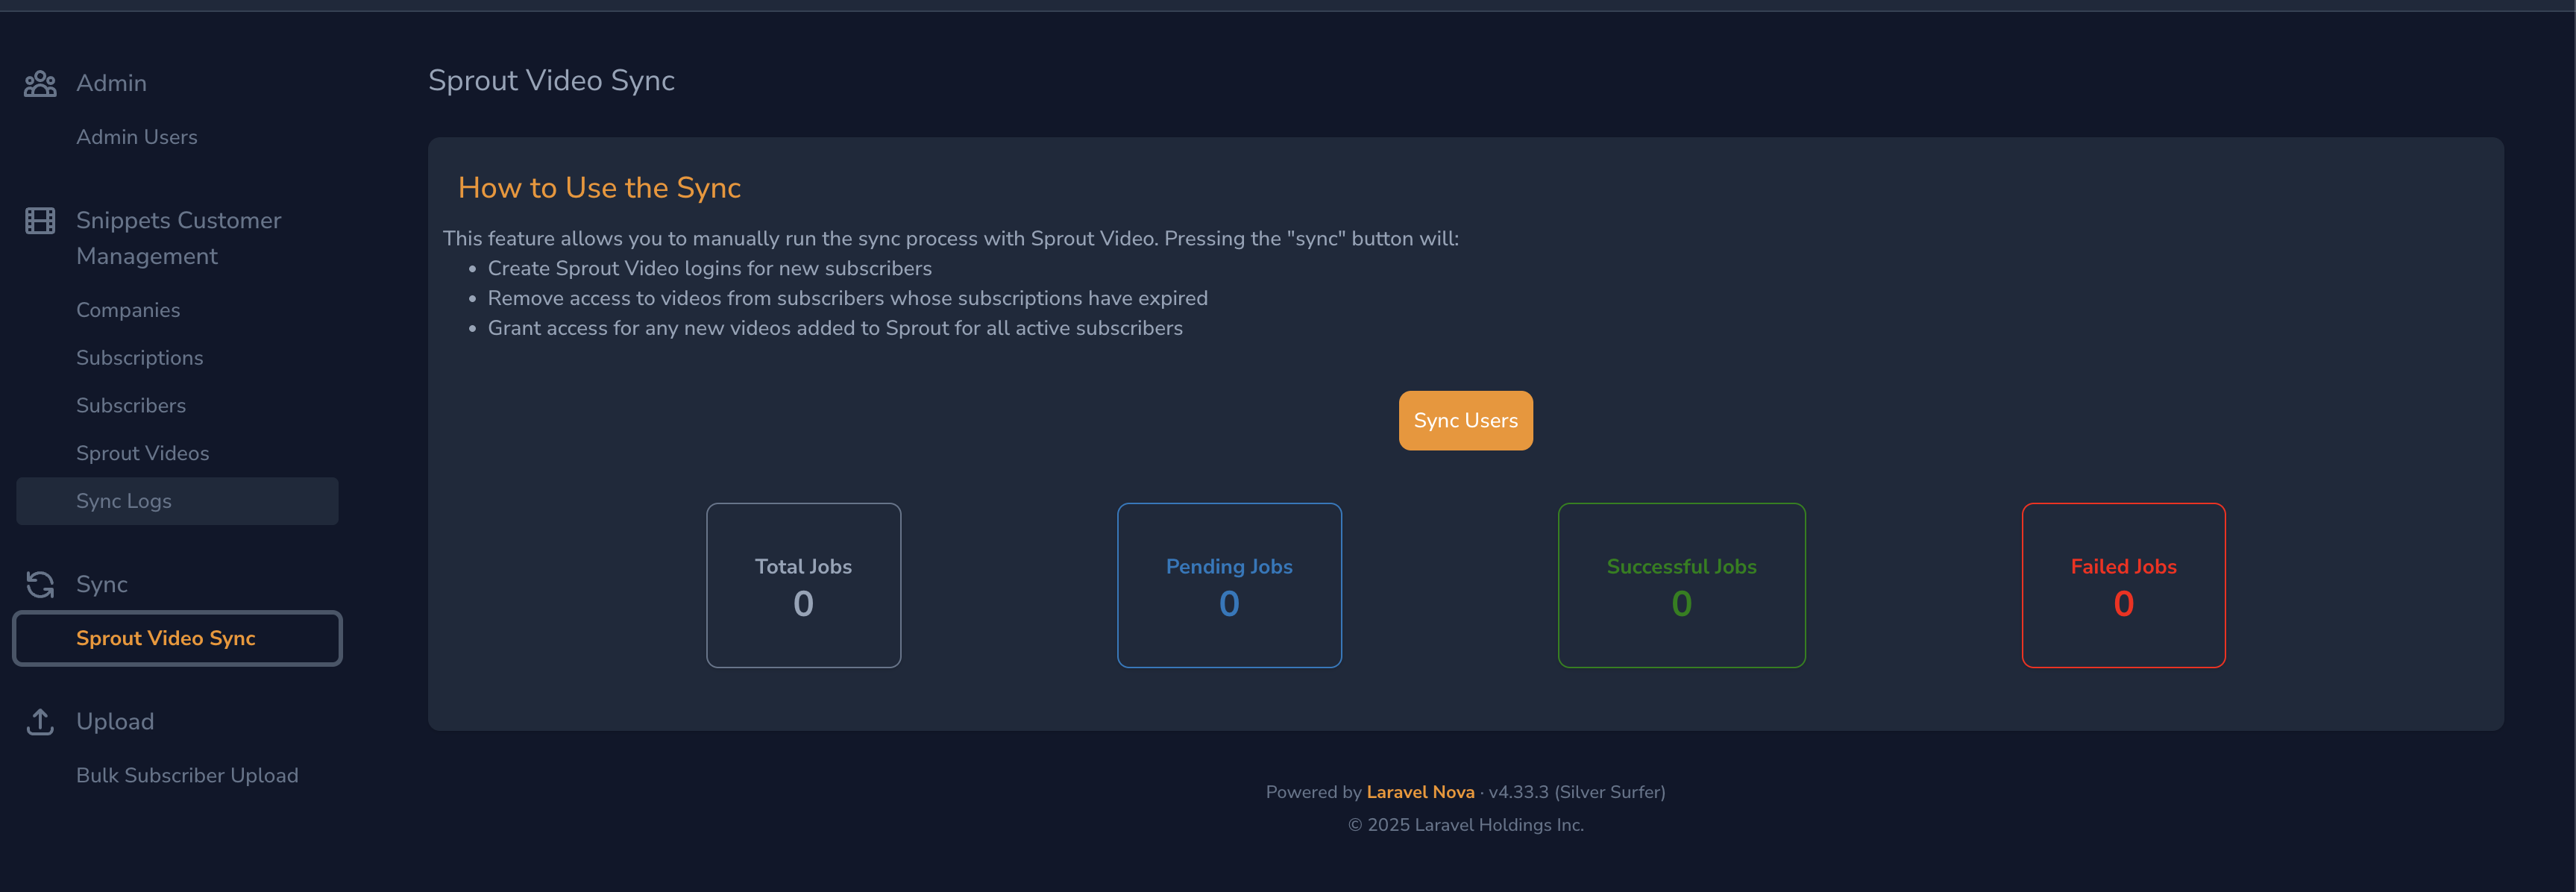 Admin
Admin Users
Snippets Customer
Management
Companies
Subscriptions
Subscribers
Sprout Videos
Sync Logs
Sync
Sprout Video Sync
Upload
Bulk Subscriber Upload
Sprout Video Sync
How to Use the Sync
This feature allows you to manually run the sync process with Sprout Video. Pressing the "sync" button will:
• Create Sprout Video logins for new subscribers
• Remove access to videos from subscribers whose subscriptions have expired
• Grant access for any new videos added to Sprout for all active subscribers
Sync Users
Total Jobs
0
Pending Jobs
0
Successful Jobs
0
Failed Jobs
0
Powered by Laravel Nova · v4.33.3 (Silver Surfer)
© 2025 Laravel Holdings Inc.